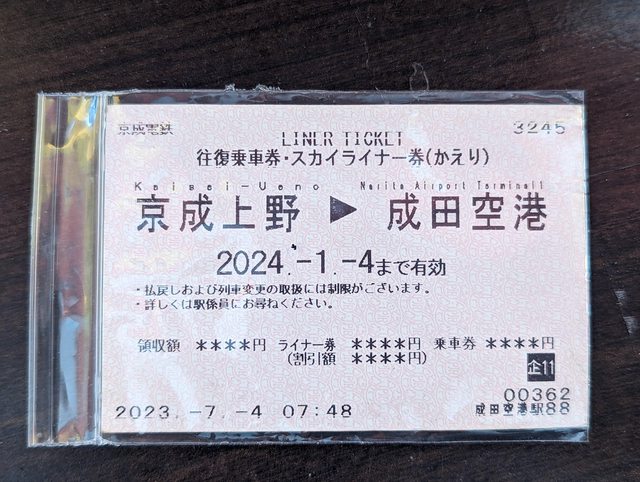 京成電鉄 3245
LINER TICKET
往復乗車券・スカイライナー券(かえり)
Keisei-Ueno Narita Airport Terminal1
京成上野 ▶ 成田空港
2024.-1.-4まで有効
・払戻しおよび列車変更の取扱には制限がございます。
・詳しくは駅係員にお尋ねください。
領収額 ****円 ライナー券 ****円 乗車券 ****円
(割引額 ****円)
企11
00362
2023.-7.-4 07:48 成田空港駅88